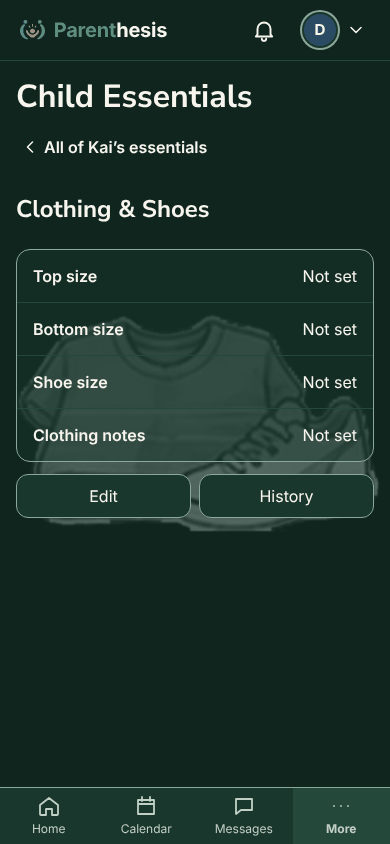 Parenthesis
D
Child Essentials
All of Kai’s essentials
Clothing & Shoes
Top size Not set
Bottom size Not set
Shoe size Not set
Clothing notes Not set
Edit History
Home Calendar Messages More